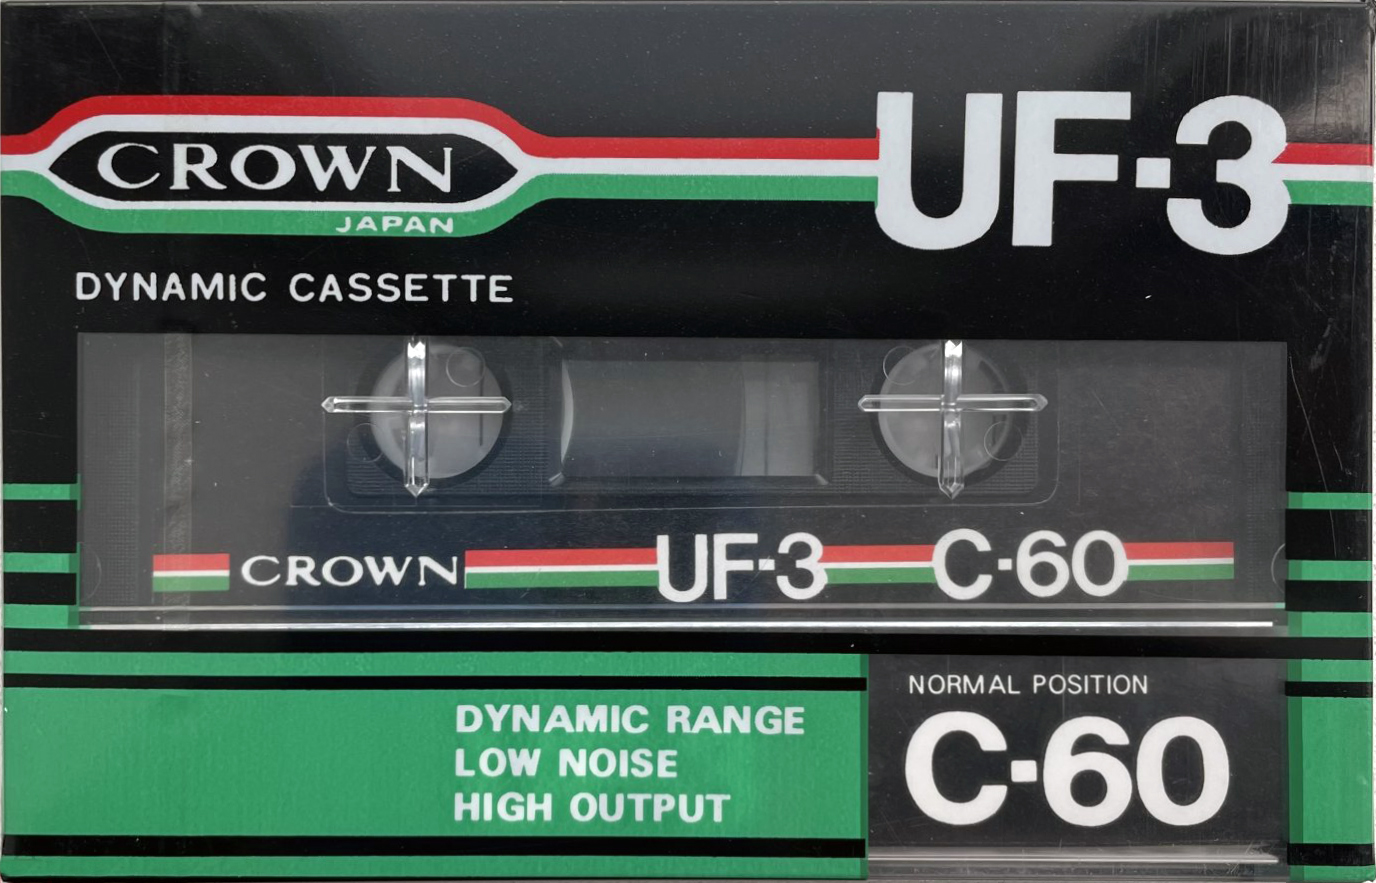 CROWN
JAPAN
UF-3
DYNAMIC CASSETTE
CROWN UF-3 C-60
DYNAMIC RANGE
LOW NOISE
HIGH OUTPUT
NORMAL POSITION
C-60